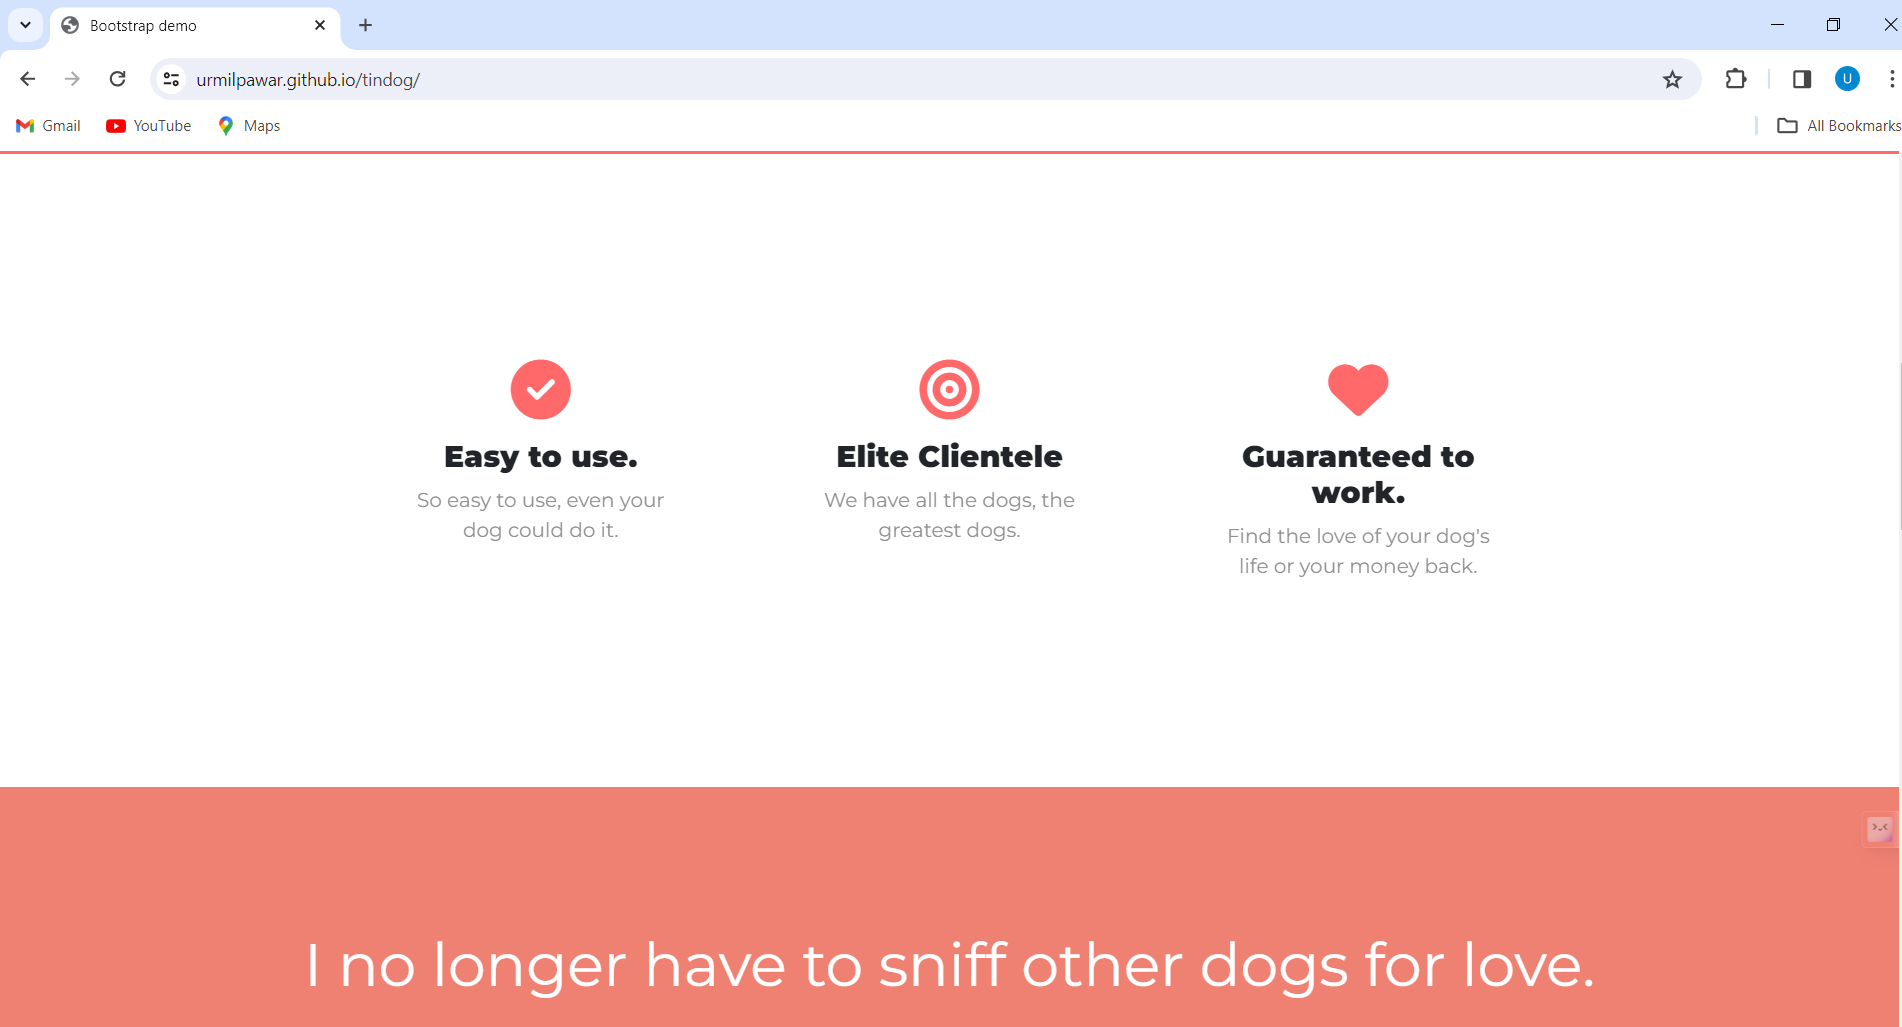 Bootstrap demo
urmilpawar.github.io/tindog/
U
Gmail YouTube Maps All Bookmarks
Easy to use.
So easy to use, even your
dog could do it.
Elite Clientele
We have all the dogs, the
greatest dogs.
Guaranteed to
work.
Find the love of your dog's
life or your money back.
I no longer have to sniff other dogs for love.